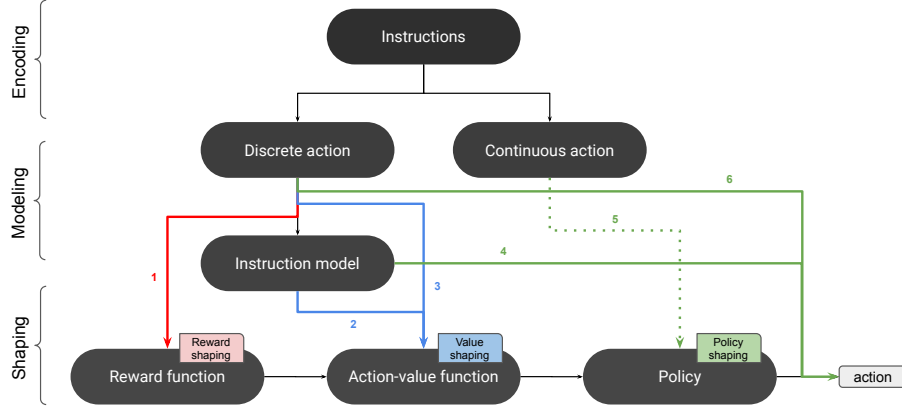 Encoding
Instructions
Discrete action
Continuous action
6
Modeling
5
Instruction model
4
1
3
2
Shaping
Reward
shaping
Value
shaping
Policy
shaping
Reward function
Action-value function
Policy
action